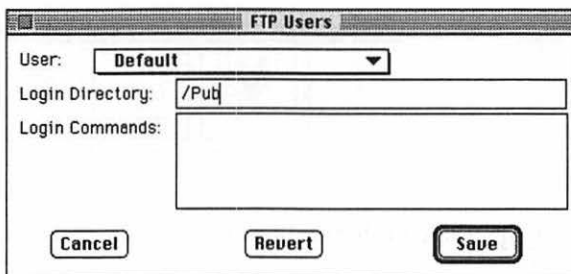 FTP Users
User: Default
Login Directory: /Pub
Login Commands:
Cancel Revert Save